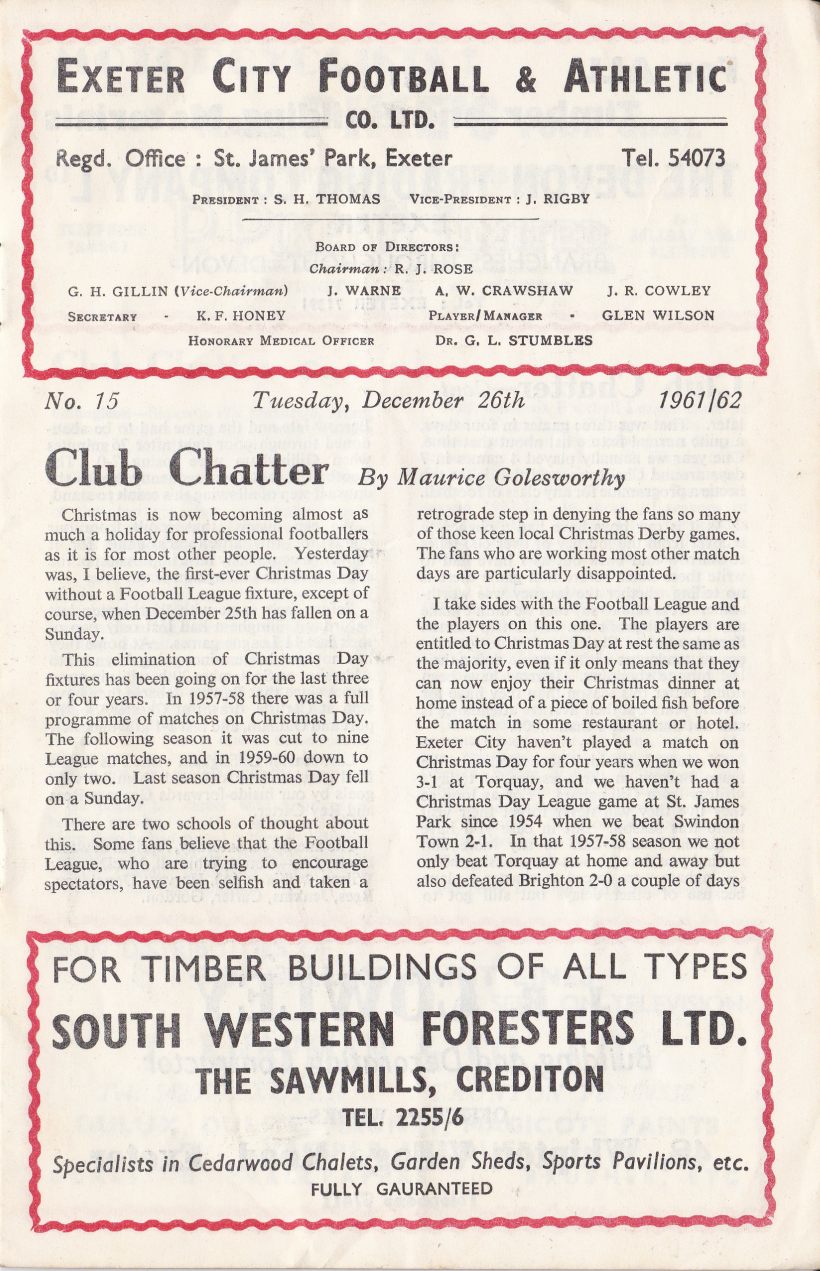 EXETER CITY FOOTBALL & ATHLETIC
CO. LTD.
Regd. Office : St. James' Park, Exeter Tel. 54073
PRESIDENT : S. H. THOMAS VICE-PRESIDENT : J. RIGBY
BOARD OF DIRECTORS:
Chairman: R. J. ROSE
G. H. GILLIN (Vice-Chairman) J. WARNE A. W. CRAWSHAW J. R. COWLEY
SECRETARY - K. F. HONEY PLAYER/MANAGER - GLEN WILSON
HONORARY MEDICAL OFFICER DR. G. L. STUMBLES
No. 15 Tuesday, December 26th 1961/62
Club Chatter By Maurice Golesworthy
Christmas is now becoming almost as
much a holiday for professional footballers
as it is for most other people. Yesterday
was, I believe, the first-ever Christmas Day
without a Football League fixture, except of
course, when December 25th has fallen on a
Sunday.
This elimination of Christmas Day
fixtures has been going on for the last three
or four years. In 1957-58 there was a full
programme of matches on Christmas Day.
The following season it was cut to nine
League matches, and in 1959-60 down to
only two. Last season Christmas Day fell
on a Sunday.
There are two schools of thought about
this. Some fans believe that the Football
League, who are trying to encourage
spectators, have been selfish and taken a
retrograde step in denying the fans so many
of those keen local Christmas Derby games.
The fans who are working most other match
days are particularly disappointed.
I take sides with the Football League and
the players on this one. The players are
entitled to Christmas Day at rest the same as
the majority, even if it only means that they
can now enjoy their Christmas dinner at
home instead of a piece of boiled fish before
the match in some restaurant or hotel.
Exeter City haven't played a match on
Christmas Day for four years when we won
3-1 at Torquay, and we haven't had a
Christmas Day League game at St. James
Park since 1954 when we beat Swindon
Town 2-1. In that 1957-58 season we not
only beat Torquay at home and away but
also defeated Brighton 2-0 a couple of days
FOR TIMBER BUILDINGS OF ALL TYPES
SOUTH WESTERN FORESTERS LTD.
THE SAWMILLS, CREDITON
TEL. 2255/6
Specialists in Cedarwood Chalets, Garden Sheds, Sports Pavilions, etc.
FULLY GAURANTEED